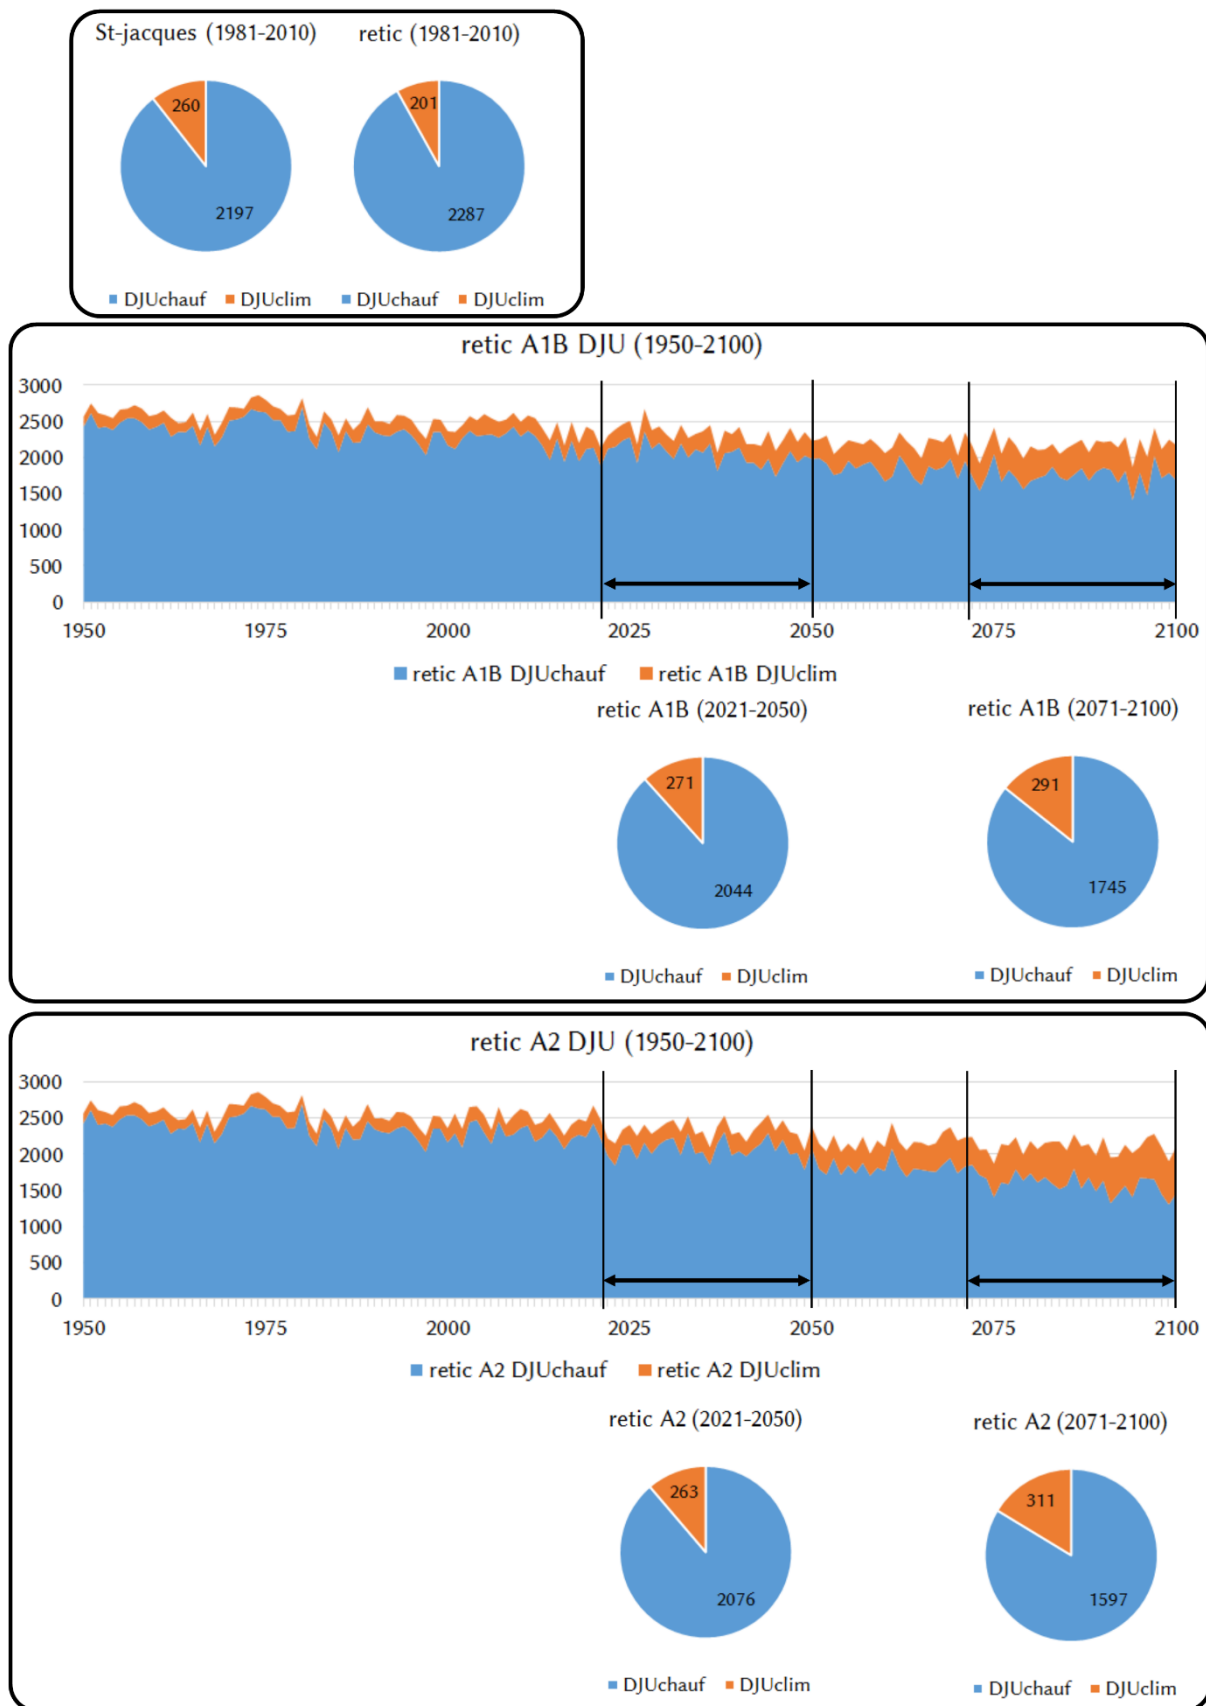 St-jacques (1981-2010) retic (1981-2010)
260 201
2197 2287
DJUchauf DJUclim DJUchauf DJUclim
retic A1B DJU (1950-2100)
3000
2500
2000
1500
1000
500
0
1950 1975 2000 2025 2050 2075 2100
retic A1B DJUchauf retic A1B DJUclim
retic A1B (2021-2050) retic A1B (2071-2100)
271 291
2044 1745
DJUchauf DJUclim DJUchauf DJUclim
retic A2 DJU (1950-2100)
3000
2500
2000
1500
1000
500
0
1950 1975 2000 2025 2050 2075 2100
retic A2 DJUchauf retic A2 DJUclim
retic A2 (2021-2050) retic A2 (2071-2100)
263 311
2076 1597
DJUchauf DJUclim DJUchauf DJUclim